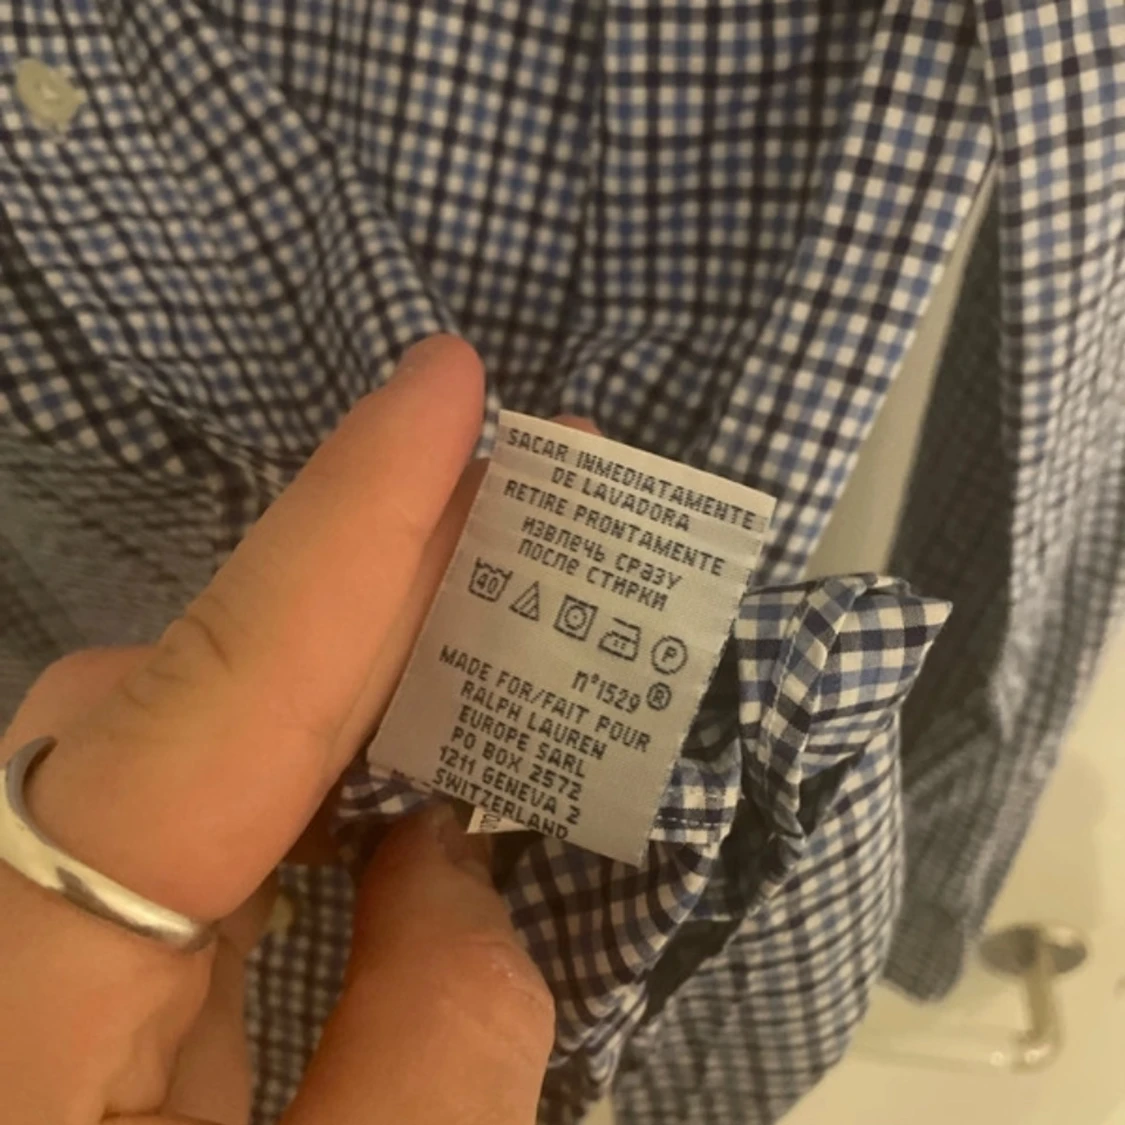 SACAR INMEDIATAMENTE
DE LAVADORA
RETIRE PRONTAMENTE
ИЗВЛЕЧЬ СРАЗУ
ПОСЛЕ СТИРКИ
40 P
n°1529 ®
MADE FOR/FAIT POUR
RALPH LAUREN
EUROPE SARL
PO BOX 2572
1211 GENEVA 2
SWITZERLAND